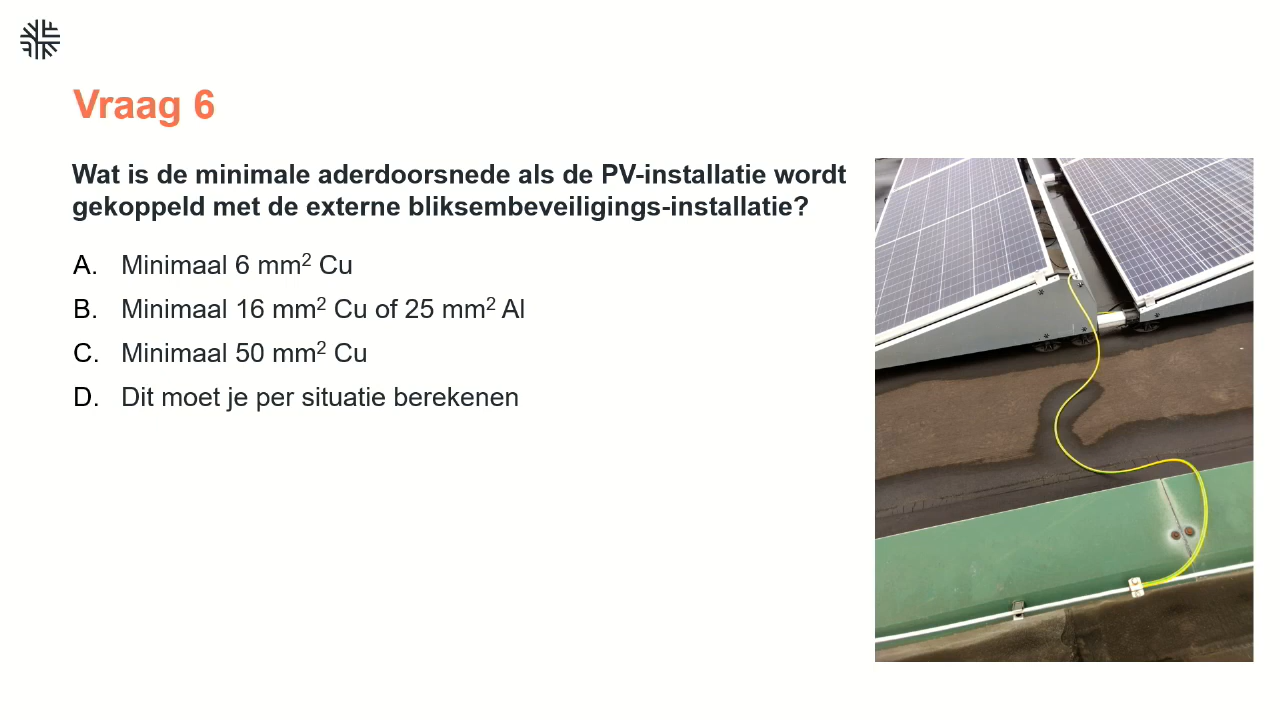 Vraag 6
Wat is de minimale aderdoorsnede als de PV-installatie wordt
gekoppeld met de externe bliksembeveiligings-installatie?
A. Minimaal 6 mm² Cu
B. Minimaal 16 mm² Cu of 25 mm² Al
C. Minimaal 50 mm² Cu
D. Dit moet je per situatie berekenen